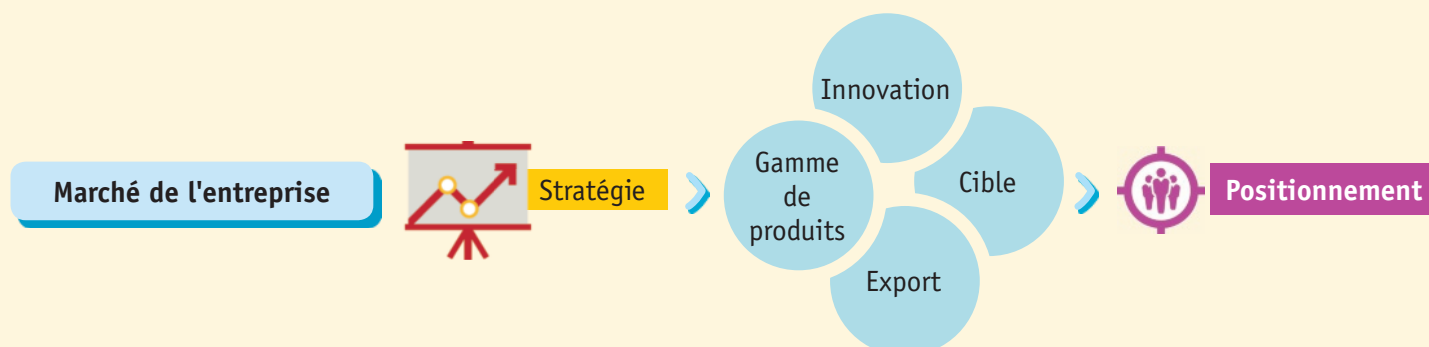 Marché de l'entreprise
Stratégie
Innovation
Gamme
de
produits
Cible
Export
Positionnement